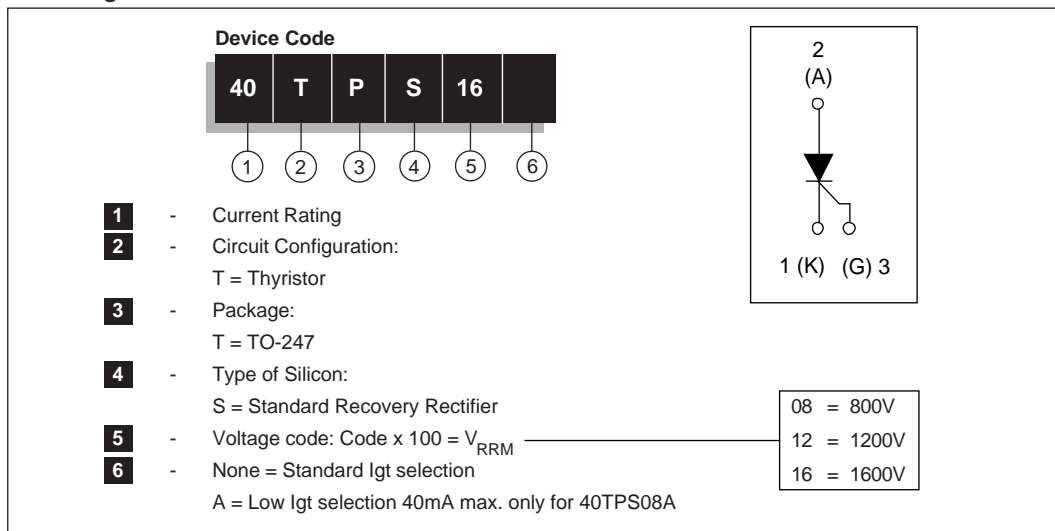 Device Code
40 T P S 16
1 2 3 4 5 6
1 - Current Rating
2 - Circuit Configuration:
T = Thyristor
3 - Package:
T = TO-247
4 - Type of Silicon:
S = Standard Recovery Rectifier
5 - Voltage code: Code x 100 = VRRM
6 - None = Standard Igt selection
A = Low Igt selection 40mA max. only for 40TPS08A
08 = 800V
12 = 1200V
16 = 1600V
2
(A)
1 (K) (G) 3